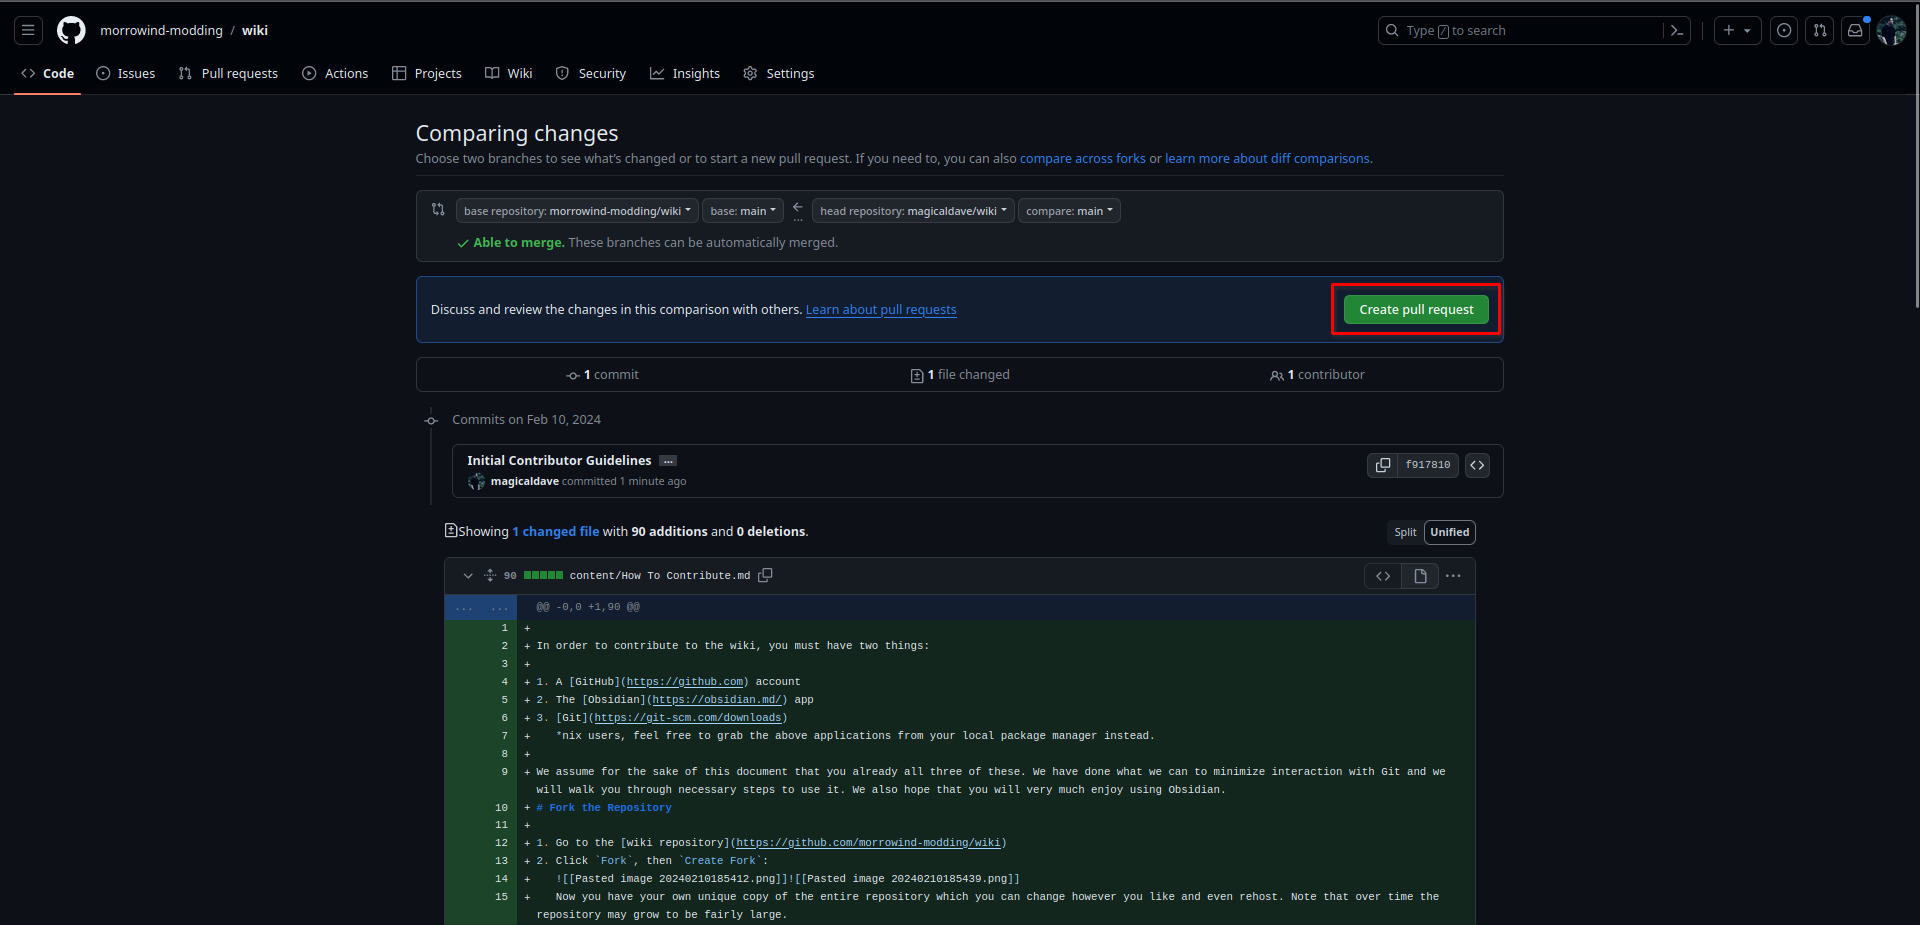 morrowind-modding / wiki
Type / to search
Code Issues Pull requests Actions Projects Wiki Security Insights Settings
Comparing changes
Choose two branches to see what's changed or to start a new pull request. If you need to, you can also compare across forks or learn more about diff comparisons.
base repository: morrowind-modding/wiki base: main ← ... head repository: magicaldave/wiki compare: main
Able to merge. These branches can be automatically merged.
Discuss and review the changes in this comparison with others. Learn about pull requests
Create pull request
1 commit 1 file changed 1 contributor
Commits on Feb 10, 2024
Initial Contributor Guidelines ...
f917810
magicaldave committed 1 minute ago
Showing 1 changed file with 90 additions and 0 deletions.
Split Unified
90 content/How To Contribute.md
... ... @@ -0,0 +1,90 @@
1 +
2 + In order to contribute to the wiki, you must have two things:
3 +
4 + 1. A [GitHub](https://github.com) account
5 + 2. The [Obsidian](https://obsidian.md/) app
6 + 3. [Git](https://git-scm.com/downloads)
7 + *nix users, feel free to grab the above applications from your local package manager instead.
8 +
9 + We assume for the sake of this document that you already all three of these. We have done what we can to minimize interaction with Git and we
will walk you through necessary steps to use it. We also hope that you will very much enjoy using Obsidian.
10 + # Fork the Repository
11 +
12 + 1. Go to the [wiki repository](https://github.com/morrowind-modding/wiki)
13 + 2. Click `Fork`, then `Create Fork`:
14 + ![[Pasted image 20240210185412.png]]![[Pasted image 20240210185439.png]]
15 + Now you have your own unique copy of the entire repository which you can change however you like and even rehost. Note that over time the
repository may grow to be fairly large.